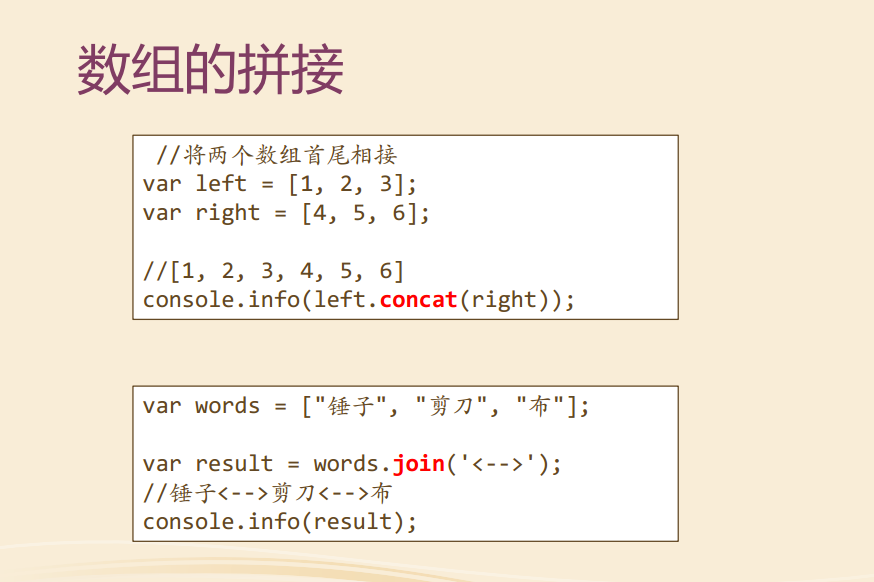 数组的拼接
//将两个数组首尾相接
var left = [1, 2, 3];
var right = [4, 5, 6];
//[1, 2, 3, 4, 5, 6]
console.info(left.concat(right));
var words = ["锤子", "剪刀", "布"];
var result = words.join('<-->');
//锤子<-->剪刀<-->布
console.info(result);